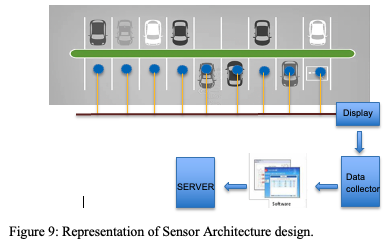 Display
Data
collector
Software
SERVER
Figure 9: Representation of Sensor Architecture design.